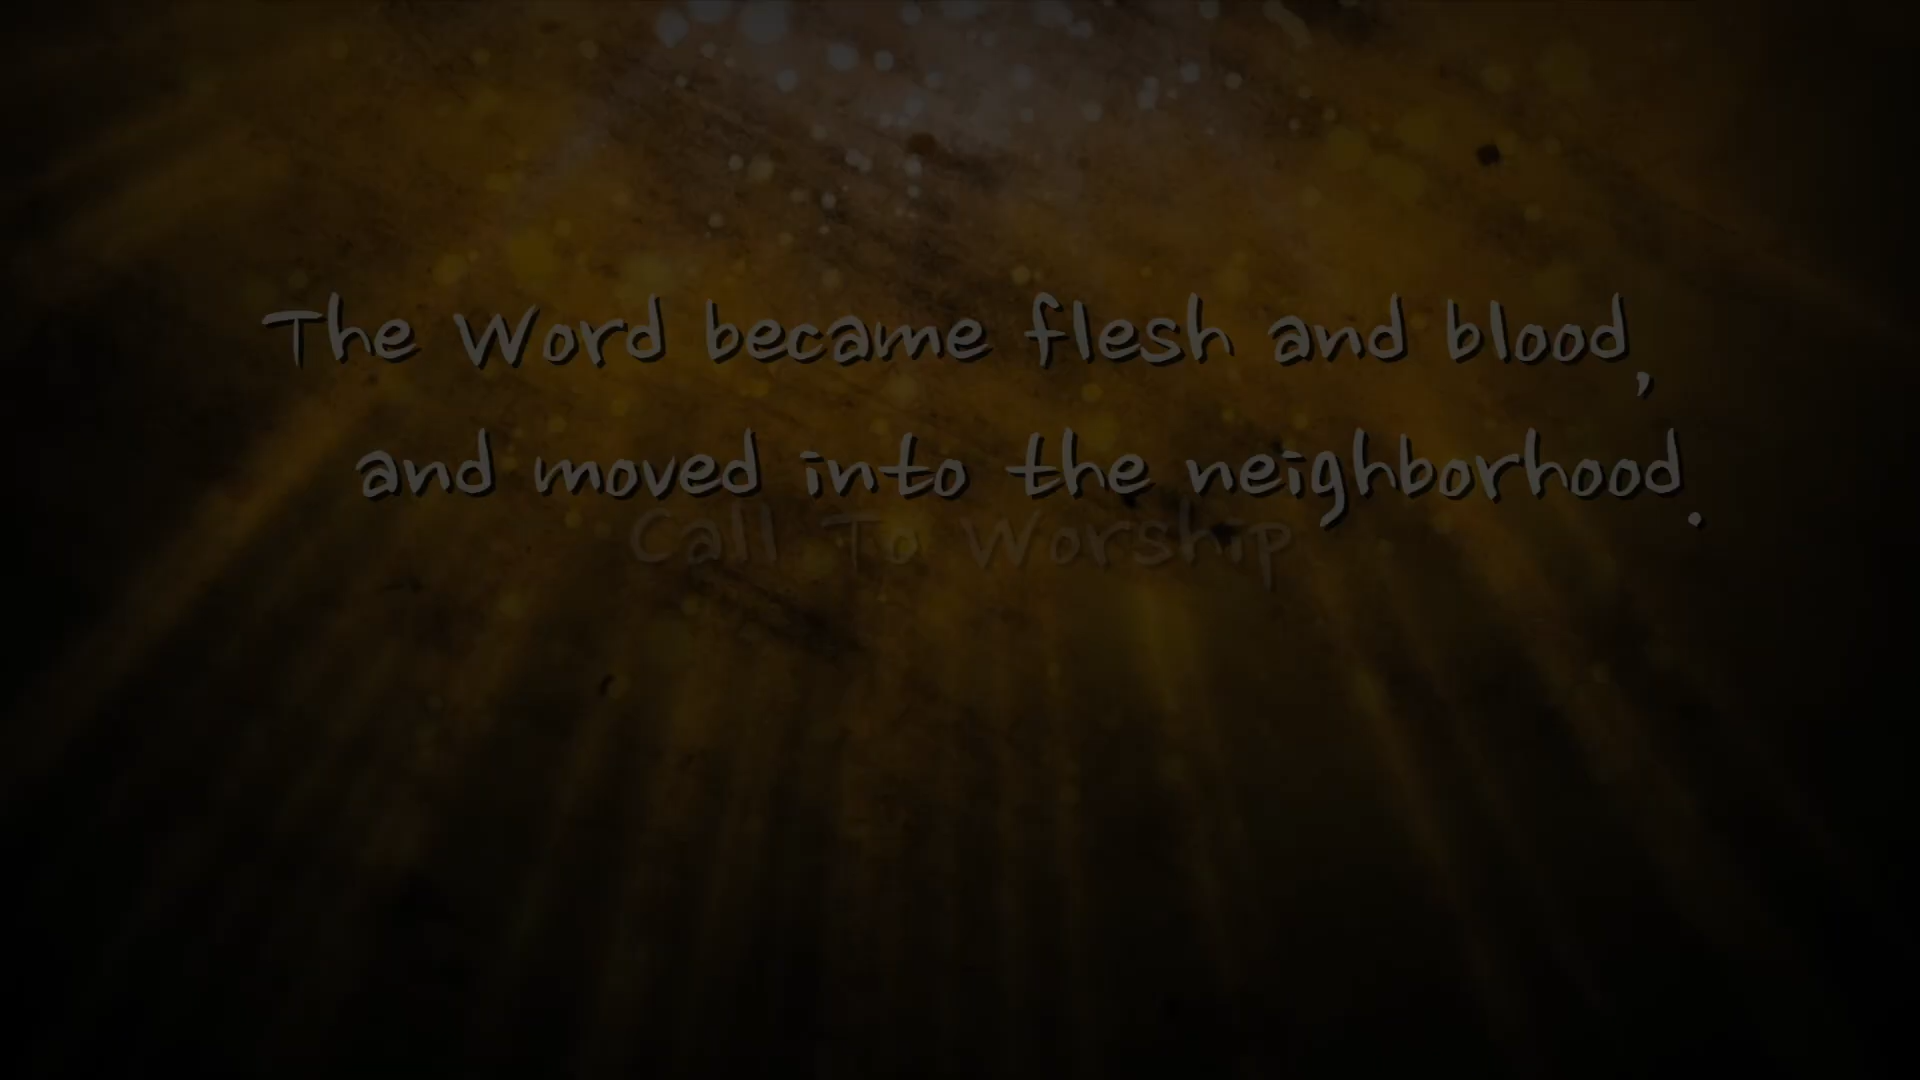 The Word became flesh and blood,
and moved into the neighborhood.
Call To Worship